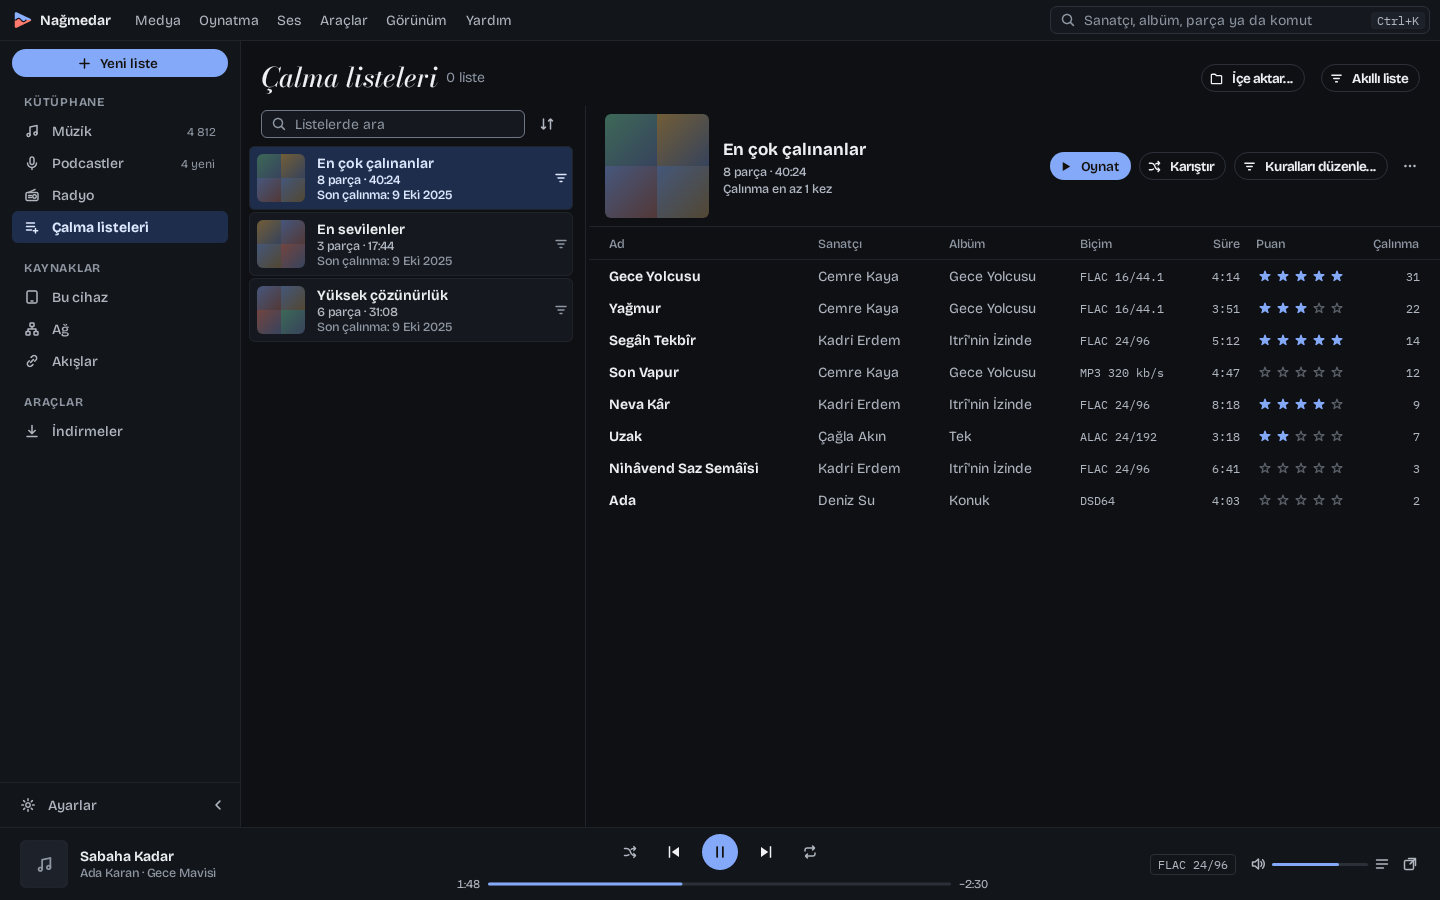 Nağmedar Medya Oynatma Ses Araçlar Görünüm Yardım
Sanatçı, albüm, parça ya da komut Ctrl+K
Yeni liste
KÜTÜPHANE
Müzik 4 812
Podcastler 4 yeni
Radyo
Çalma listeleri
KAYNAKLAR
Bu cihaz
Ağ
Akışlar
ARAÇLAR
İndirmeler
Ayarlar
Çalma listeleri 0 liste
İçe aktar... Akıllı liste
Listelerde ara
En çok çalınanlar
8 parça · 40:24
Son çalınma: 9 Eki 2025
En sevilenler
3 parça · 17:44
Son çalınma: 9 Eki 2025
Yüksek çözünürlük
6 parça · 31:08
Son çalınma: 9 Eki 2025
En çok çalınanlar
8 parça · 40:24
Çalınma en az 1 kez
Oynat Karıştır Kuralları düzenle...
Ad Sanatçı Albüm Biçim Süre Puan Çalınma
Gece Yolcusu Cemre Kaya Gece Yolcusu FLAC 16/44.1 4:14 31
Yağmur Cemre Kaya Gece Yolcusu FLAC 16/44.1 3:51 22
Segâh Tekbîr Kadri Erdem Itrî'nin İzinde FLAC 24/96 5:12 14
Son Vapur Cemre Kaya Gece Yolcusu MP3 320 kb/s 4:47 12
Neva Kâr Kadri Erdem Itrî'nin İzinde FLAC 24/96 8:18 9
Uzak Çağla Akın Tek ALAC 24/192 3:18 7
Nihâvend Saz Semâîsi Kadri Erdem Itrî'nin İzinde FLAC 24/96 6:41 3
Ada Deniz Su Konuk DSD64 4:03 2
Sabaha Kadar
Ada Karan · Gece Mavisi
1:48 −2:30
FLAC 24/96